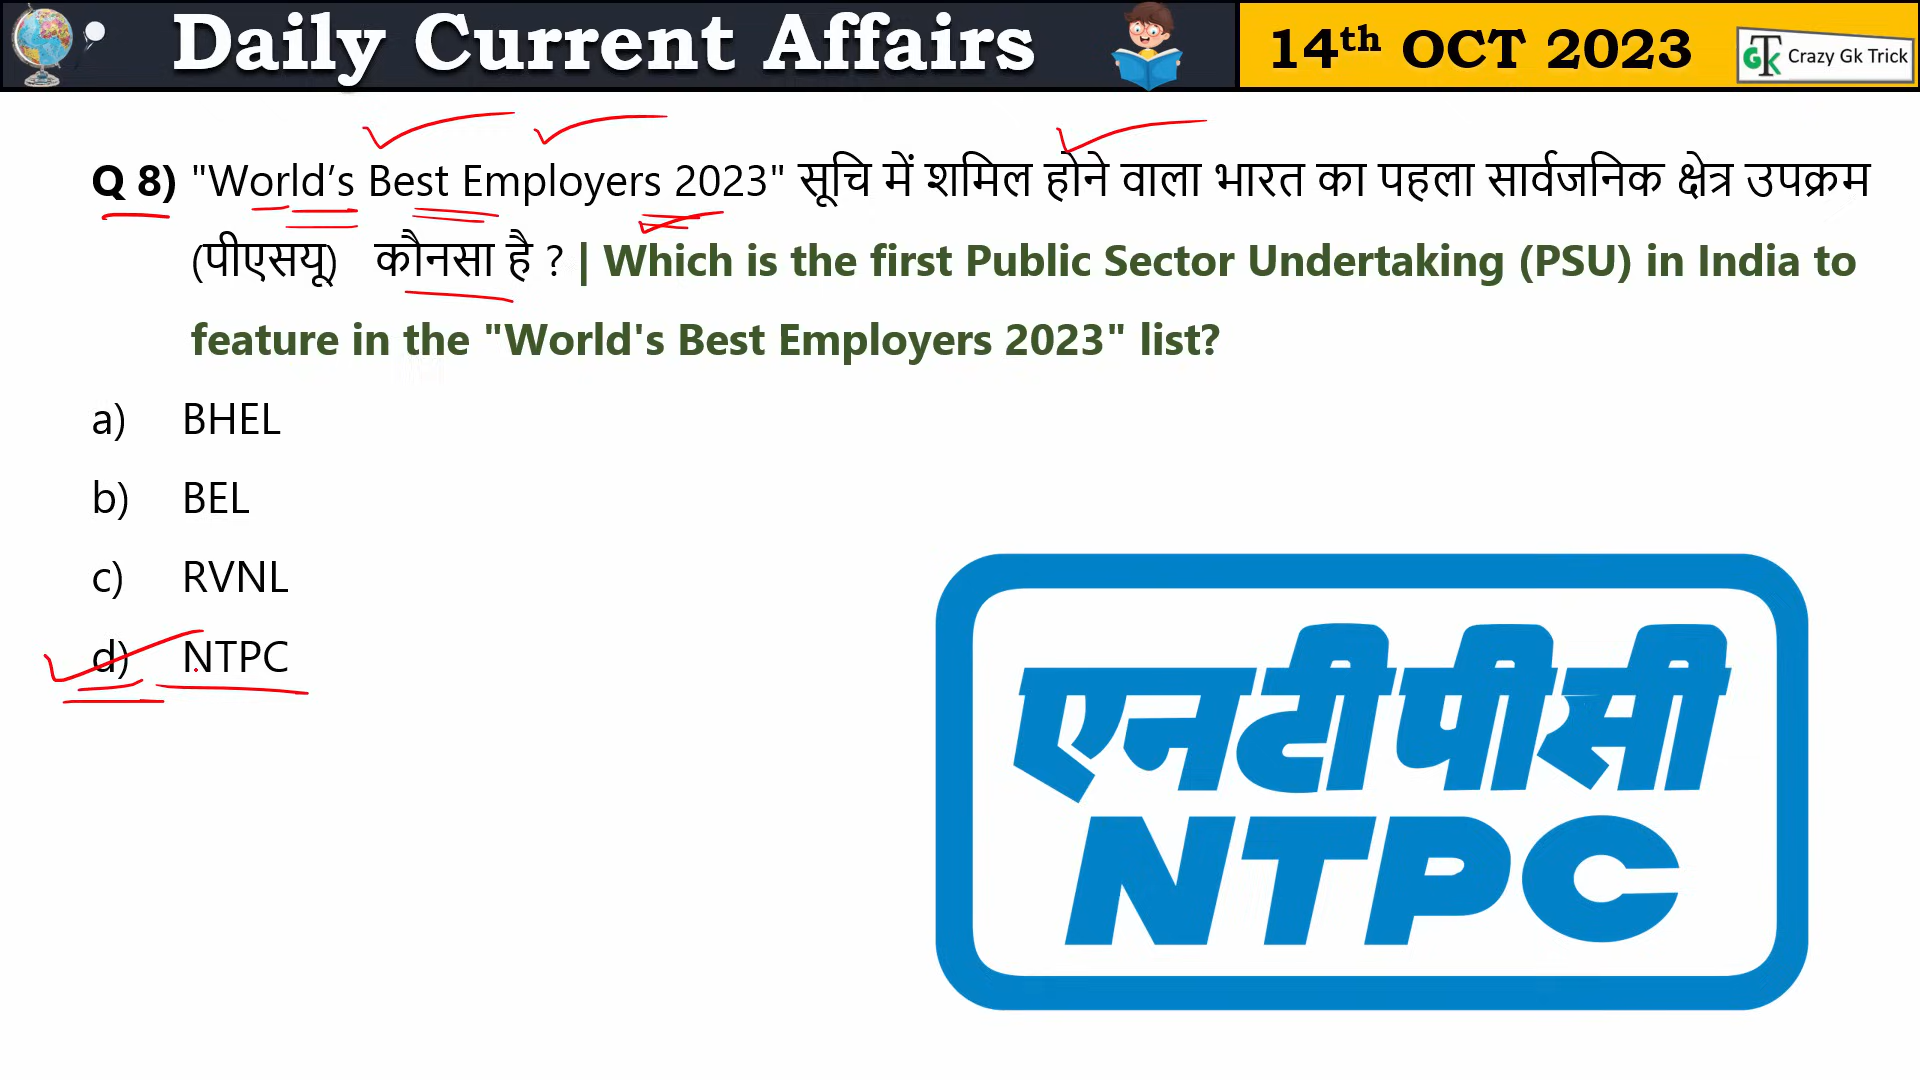 Daily Current Affairs
14th OCT 2023
GTK Crazy Gk Trick
Q 8) "World’s Best Employers 2023" सूचि में शमिल होने वाला भारत का पहला सार्वजनिक क्षेत्र उपक्रम
(पीएसयू) कौनसा है ? | Which is the first Public Sector Undertaking (PSU) in India to
feature in the "World's Best Employers 2023" list?
a) BHEL
b) BEL
c) RVNL
d) NTPC
एनटीपीसी
NTPC